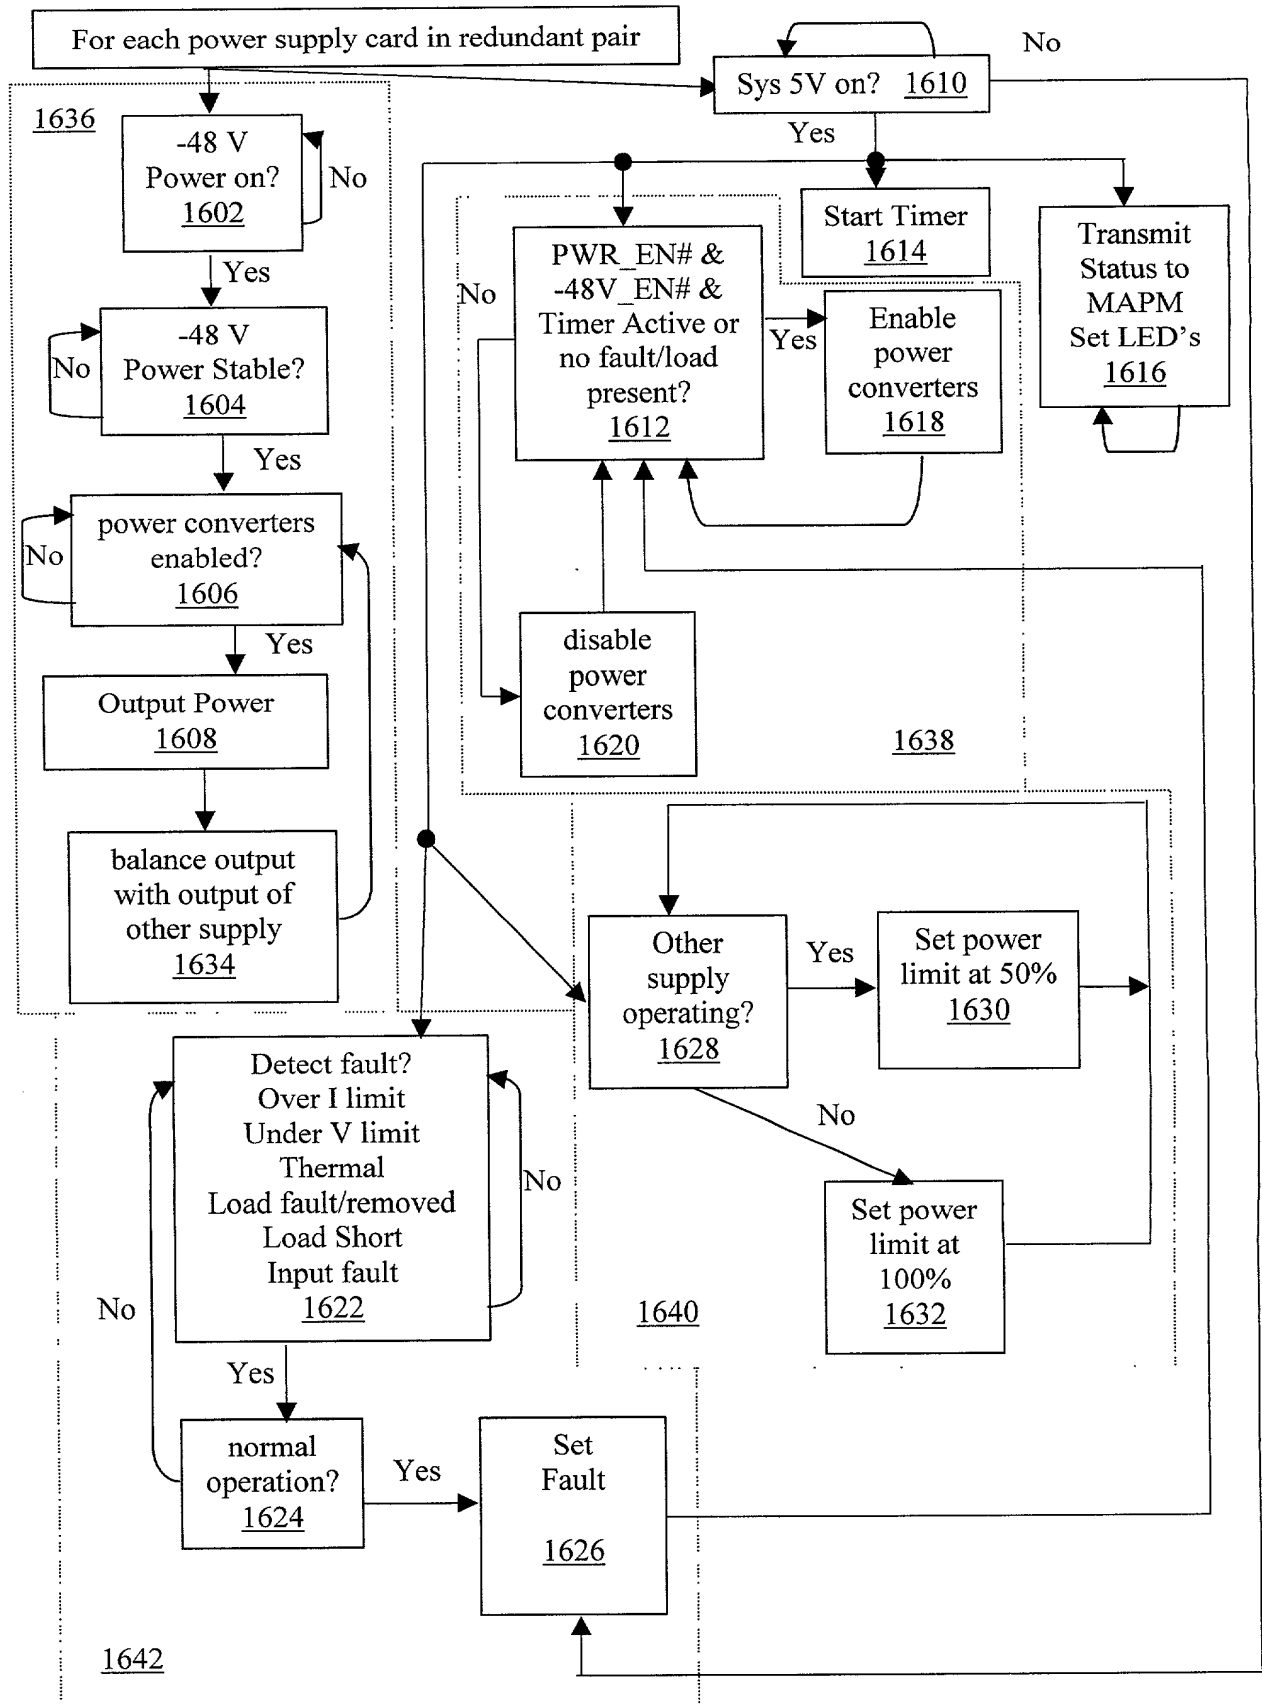 For each power supply card in redundant pair
No
Sys 5V on? 1610
Yes
1636
-48 V
Power on?
1602
No
Yes
-48 V
Power Stable?
1604
No
Yes
power converters
enabled?
1606
No
Yes
Output Power
1608
balance output
with output of
other supply
1634
Start Timer
1614
Transmit
Status to
MAPM
Set LED's
1616
PWR_EN# &
-48V_EN# &
Timer Active or
no fault/load
present?
1612
No
Yes
Enable
power
converters
1618
disable
power
converters
1620
1638
Other
supply
operating?
1628
Yes
Set power
limit at 50%
1630
No
Set power
limit at
100%
1632
1640
Detect fault?
Over I limit
Under V limit
Thermal
Load fault/removed
Load Short
Input fault
1622
No
No
Yes
normal
operation?
1624
Yes
Set
Fault
1626
1642